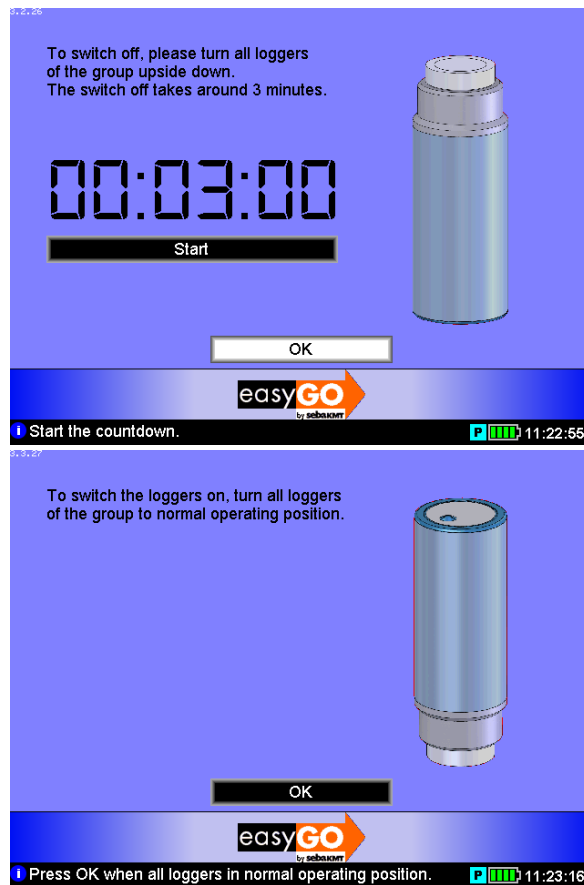 3.2.26
To switch off, please turn all loggers
of the group upside down.
The switch off takes around 3 minutes.
00:03:00
Start
OK
easyGO
by sebaKMT
i Start the countdown.
P 11:22:55
3.3.27
To switch the loggers on, turn all loggers
of the group to normal operating position.
OK
easyGO
by sebaKMT
i Press OK when all loggers in normal operating position.
P 11:23:16